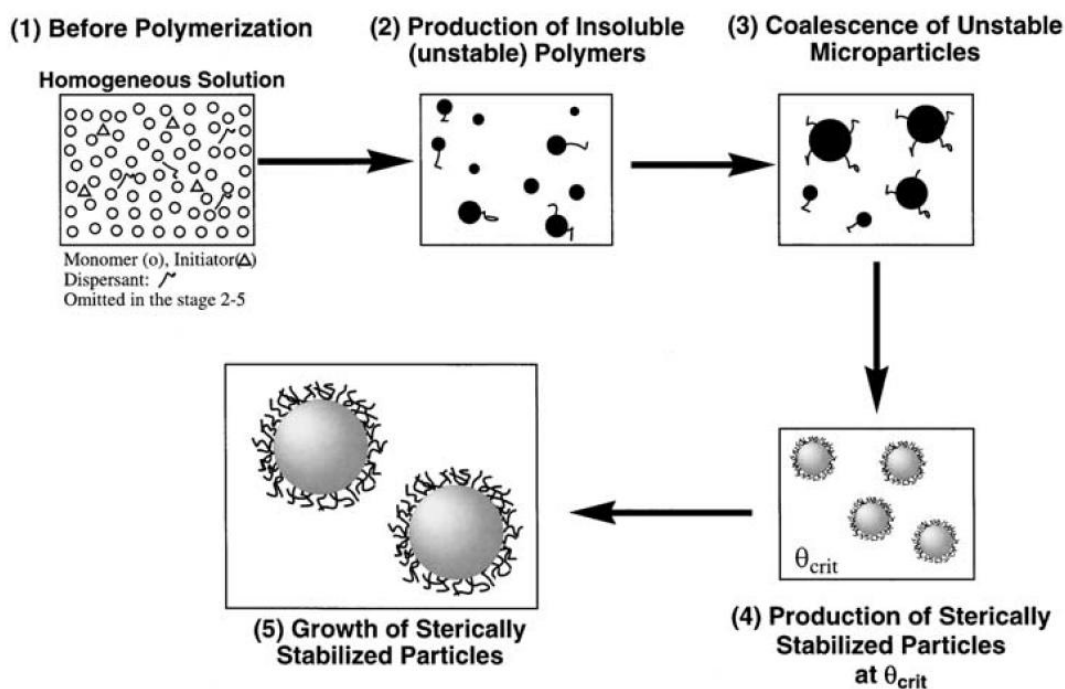 (1) Before Polymerization
Homogeneous Solution
Monomer (o), Initiator(△)
Dispersant:
Omitted in the stage 2-5
(2) Production of Insoluble
(unstable) Polymers
(3) Coalescence of Unstable
Microparticles
θcrit
(4) Production of Sterically
Stabilized Particles
at θcrit
(5) Growth of Sterically
Stabilized Particles